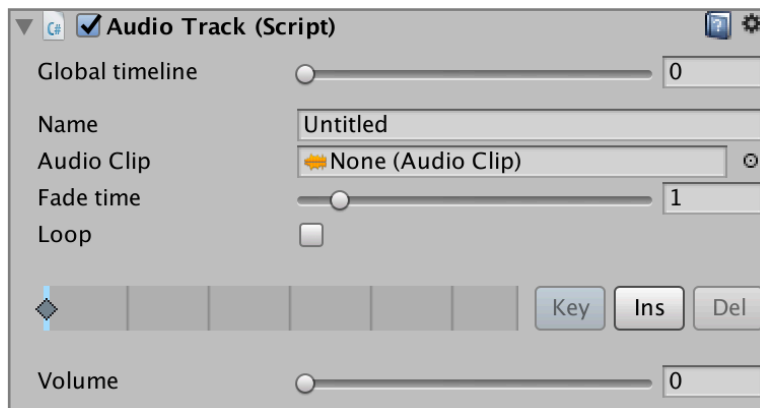 C# Audio Track (Script) ?
Global timeline 0
Name Untitled
Audio Clip None (Audio Clip)
Fade time 1
Loop
Key Ins Del
Volume 0